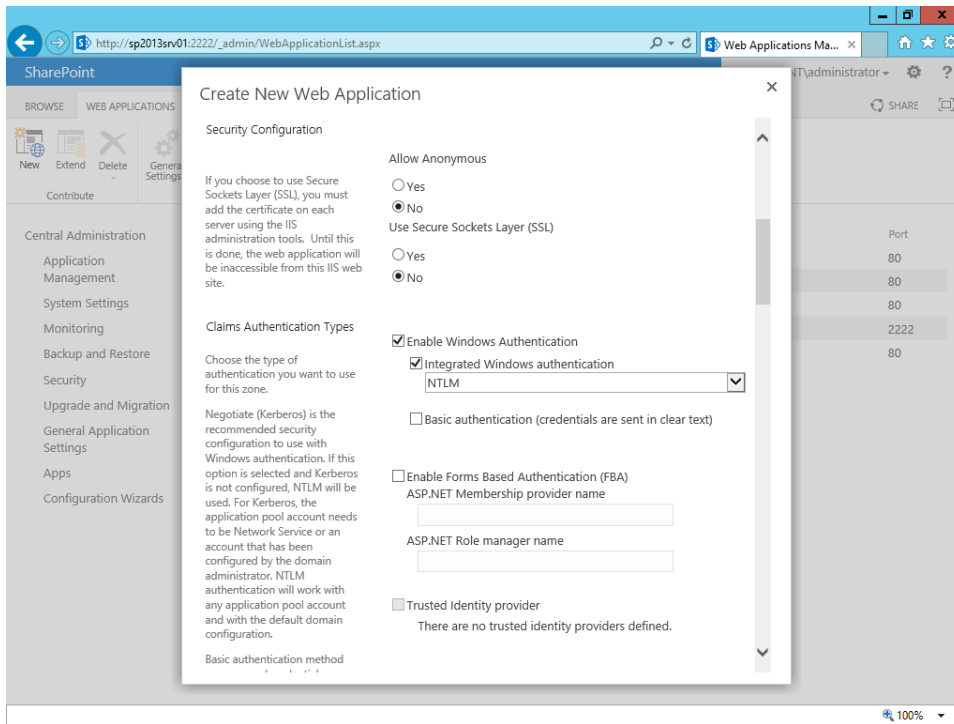 http://sp2013srv01:2222/_admin/WebApplicationList.aspx
Web Applications Ma...
SharePoint
NT\administrator
BROWSE
WEB APPLICATIONS
SHARE
New
Extend
Delete
General
Settings
Contribute
Central Administration
Application
Management
System Settings
Monitoring
Backup and Restore
Security
Upgrade and Migration
General Application
Settings
Apps
Configuration Wizards
Create New Web Application
Security Configuration
If you choose to use Secure
Sockets Layer (SSL), you must
add the certificate on each
server using the IIS
administration tools. Until this
is done, the web application will
be inaccessible from this IIS web
site.
Allow Anonymous
Yes
No
Use Secure Sockets Layer (SSL)
Yes
No
Claims Authentication Types
Choose the type of
authentication you want to use
for this zone.
Negotiate (Kerberos) is the
recommended security
configuration to use with
Windows authentication. If this
option is selected and Kerberos
is not configured, NTLM will be
used. For Kerberos, the
application pool account needs
to be Network Service or an
account that has been
configured by the domain
administrator. NTLM
authentication will work with
any application pool account
and with the default domain
configuration.
Basic authentication method
Enable Windows Authentication
Integrated Windows authentication
NTLM
Basic authentication (credentials are sent in clear text)
Enable Forms Based Authentication (FBA)
ASP.NET Membership provider name
ASP.NET Role manager name
Trusted Identity provider
There are no trusted identity providers defined.
Port
80
80
80
2222
80
100%